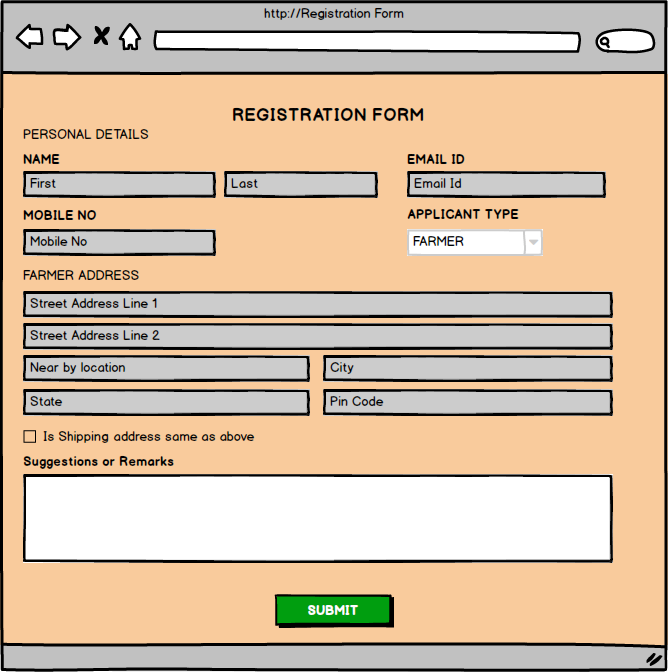 http://Registration Form
REGISTRATION FORM
PERSONAL DETAILS
NAME EMAIL ID
First Last Email Id
MOBILE NO APPLICANT TYPE
Mobile No FARMER
FARMER ADDRESS
Street Address Line 1
Street Address Line 2
Near by location City
State Pin Code
Is Shipping address same as above
Suggestions or Remarks
SUBMIT